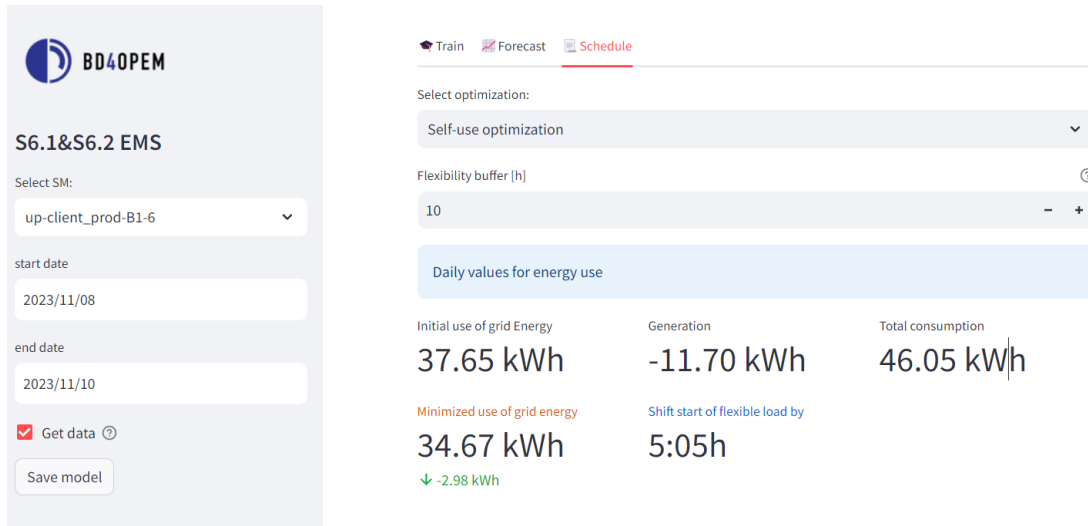 BD4OPEM
S6.1&S6.2 EMS
Select SM:
up-client_prod-B1-6
start date
2023/11/08
end date
2023/11/10
Get data
Save model
Train Forecast Schedule
Select optimization:
Self-use optimization
Flexibility buffer [h]
10
Daily values for energy use
Initial use of grid Energy Generation Total consumption
37.65 kWh -11.70 kWh 46.05 kWh
Minimized use of grid energy Shift start of flexible load by
34.67 kWh 5:05h
↓ -2.98 kWh